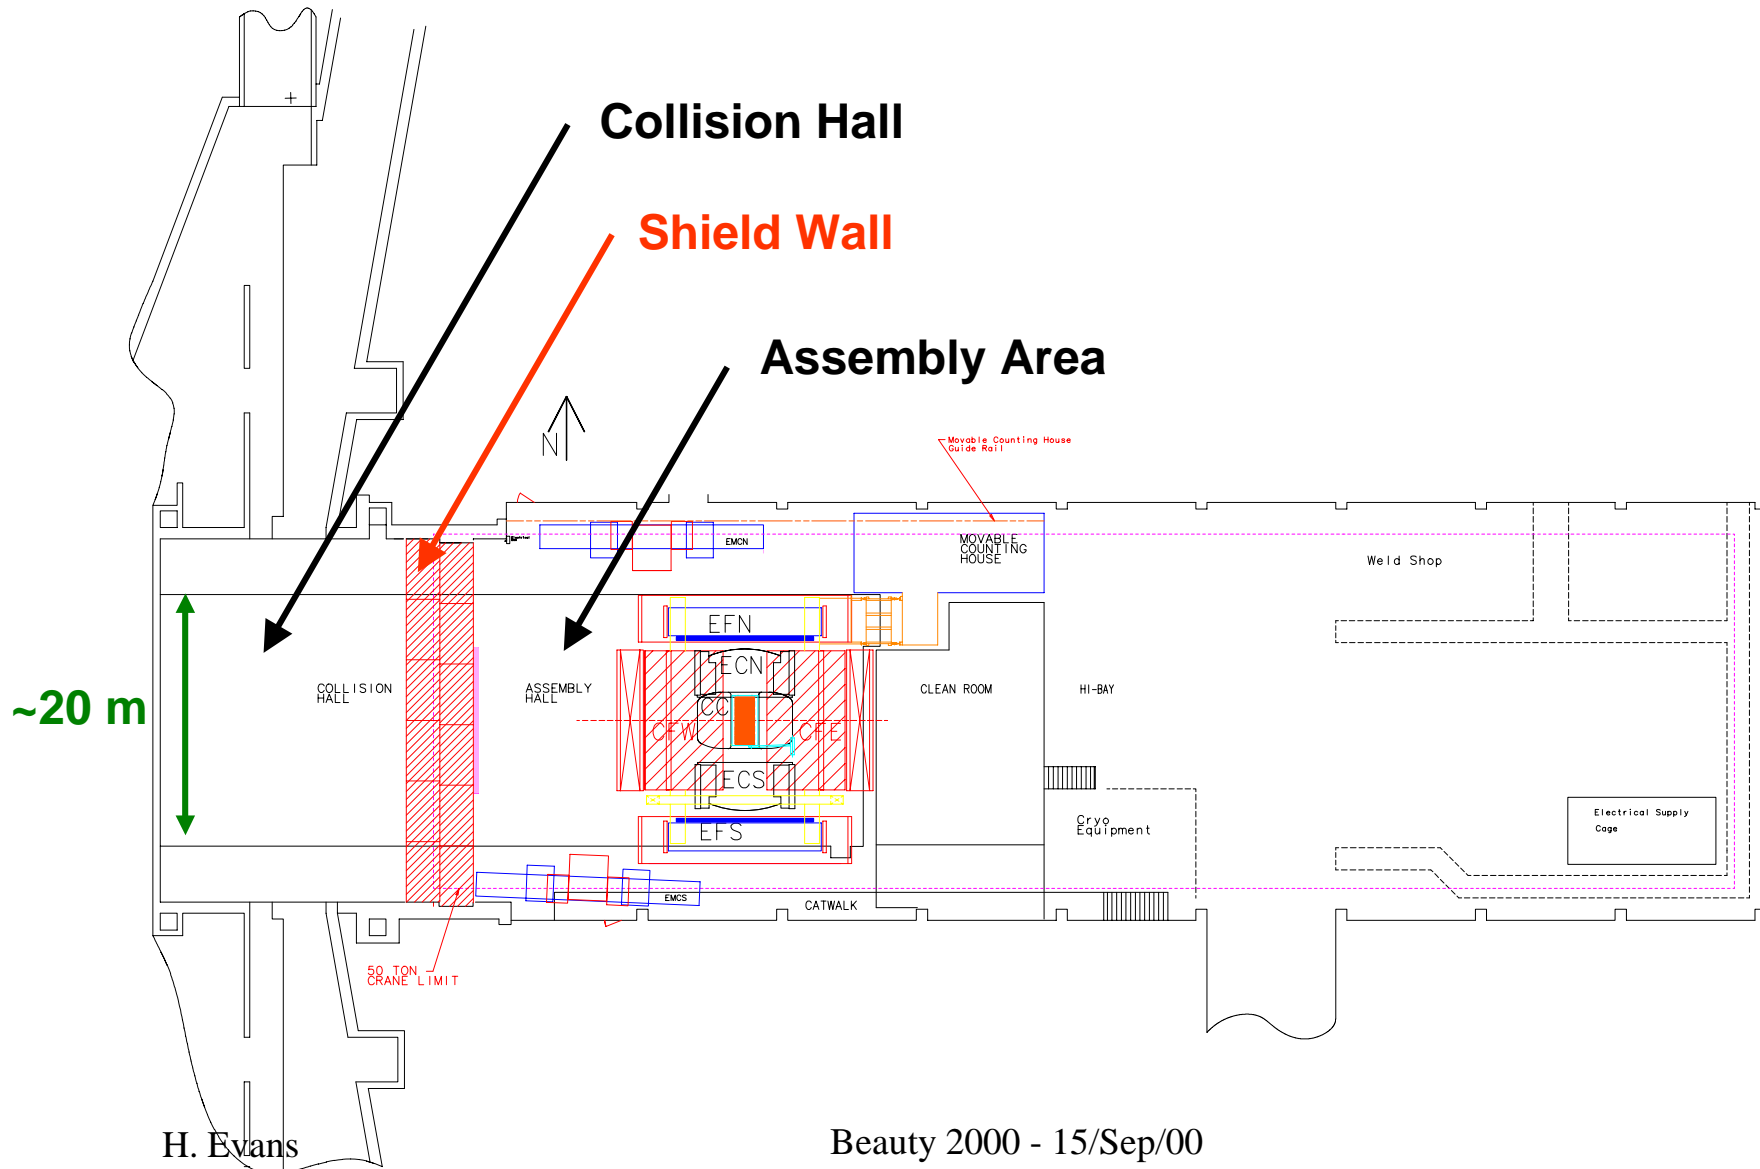 Collision Hall
Shield Wall
Assembly Area
N
Movable Counting House
Guide Rail
EMCN
MOVABLE
COUNTING
HOUSE
Weld Shop
EFN
ECN
COLLISION
HALL
ASSEMBLY
HALL
CLEAN ROOM
HI-BAY
~20 m
CC
CFW
CFE
ECS
EFS
Cryo
Equipment
Electrical Supply
Cage
EMCS
CATWALK
50 TON
CRANE LIMIT
H. Evans
Beauty 2000 - 15/Sep/00